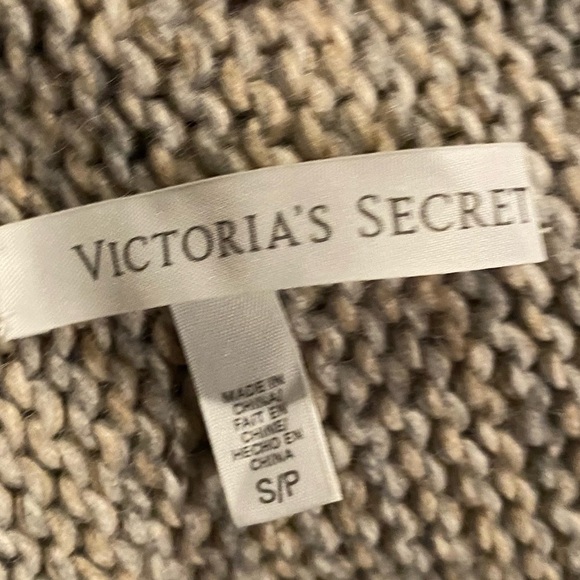 VICTORIA'S SECRET
MADE IN
CHINA/
FAIT EN
CHINE/
HECHO EN
CHINA
S/P